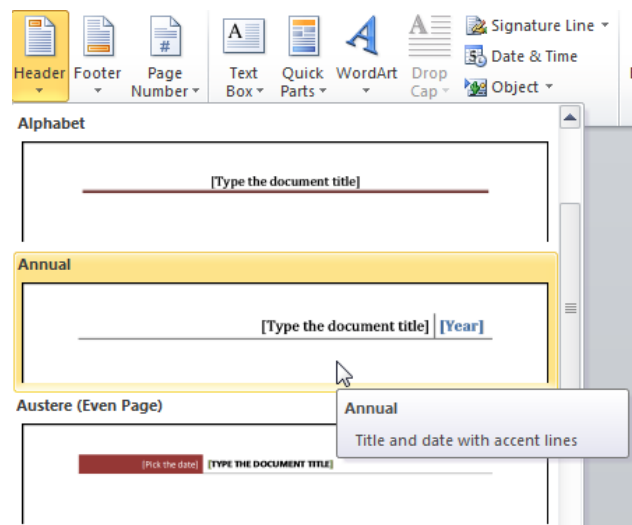 Header Footer Page Number Text Box Quick Parts WordArt Drop Cap Signature Line
Date & Time
Object
Alphabet
[Type the document title]
Annual
[Type the document title] [Year]
Austere (Even Page)
Annual
Title and date with accent lines
[Pick the date] [TYPE THE DOCUMENT TITLE]